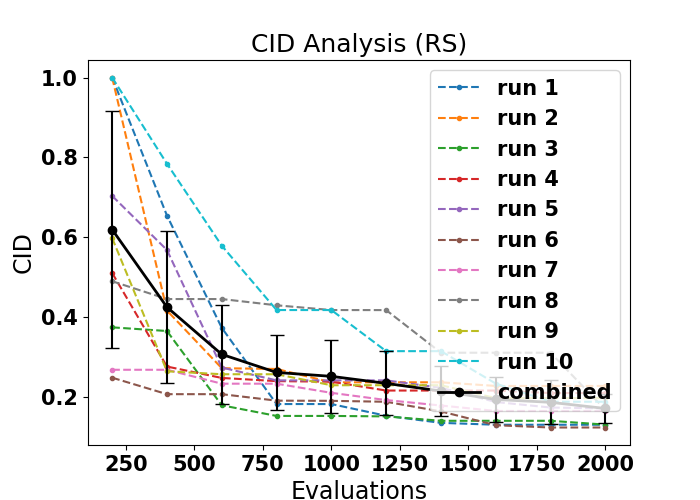 CID Analysis (RS)
CID
1.0
0.8
0.6
0.4
0.2
run 1
run 2
run 3
run 4
run 5
run 6
run 7
run 8
run 9
run 10
combined
250 500 750 1000 1250 1500 1750 2000
Evaluations